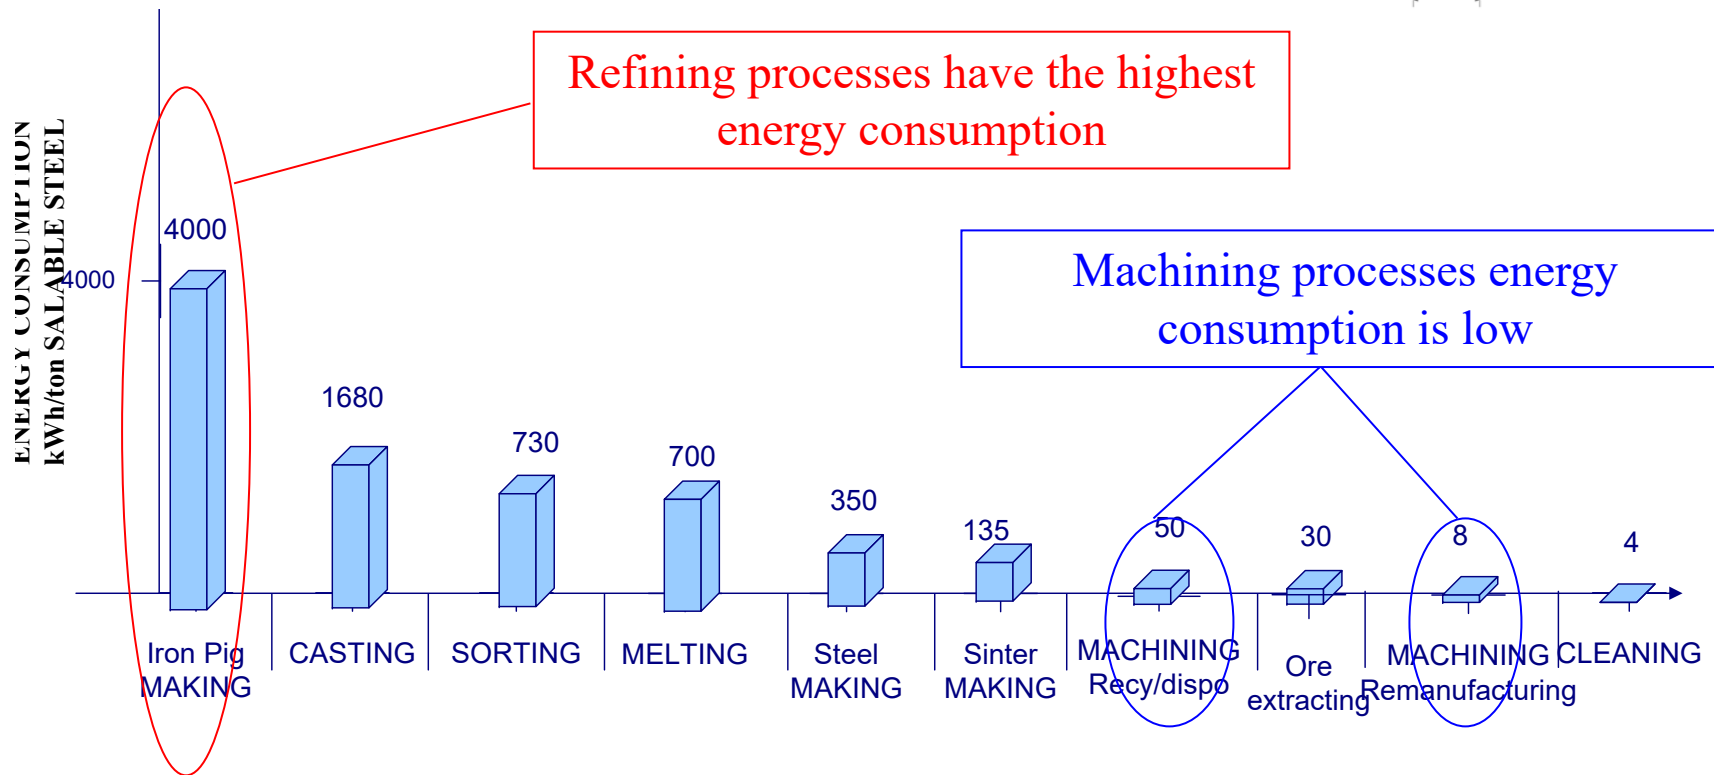 Refining processes have the highest
energy consumption
ENERGY CONSUMPTION
kWh/ton SALABLE STEEL
4000
4000
Machining processes energy
consumption is low
1680
730
700
350
135
50
30
8
4
Iron Pig
MAKING
CASTING
SORTING
MELTING
Steel
MAKING
Sinter
MAKING
MACHINING
Recy/dispo
Ore
extracting
MACHINING
Remanufacturing
CLEANING